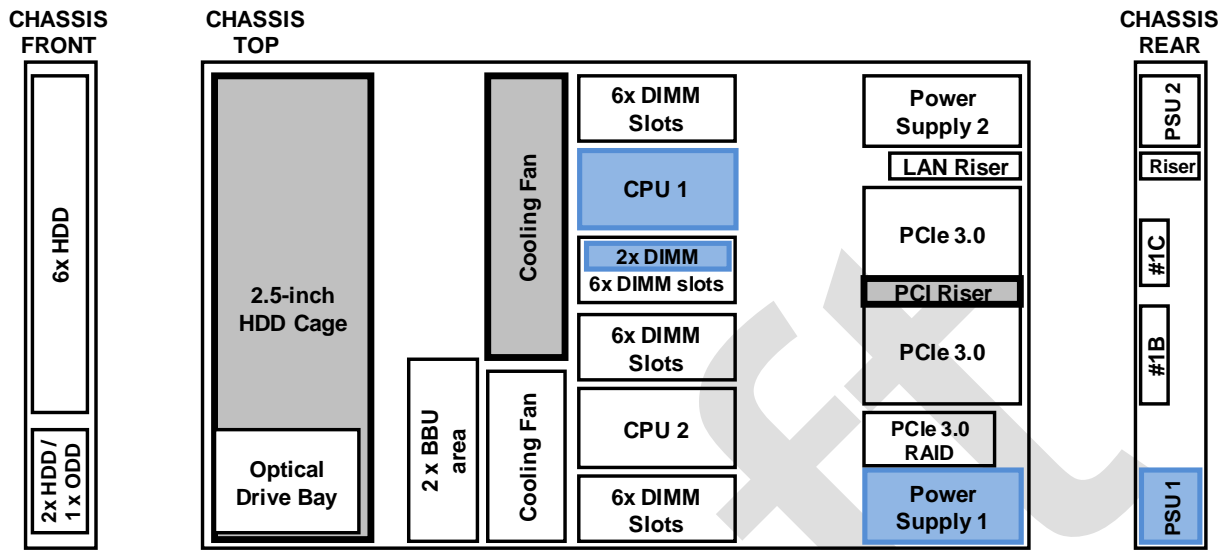 CHASSIS
FRONT
CHASSIS
TOP
CHASSIS
REAR
6x HDD
2x HDD /
1 x ODD
2.5-inch
HDD Cage
Optical
Drive Bay
2 x BBU
area
Cooling Fan
Cooling Fan
6x DIMM
Slots
CPU 1
2x DIMM
6x DIMM slots
6x DIMM
Slots
CPU 2
6x DIMM
Slots
Power
Supply 2
LAN Riser
PCIe 3.0
PCI Riser
PCIe 3.0
PCIe 3.0
RAID
Power
Supply 1
PSU 2
Riser
#1C
#1B
PSU 1